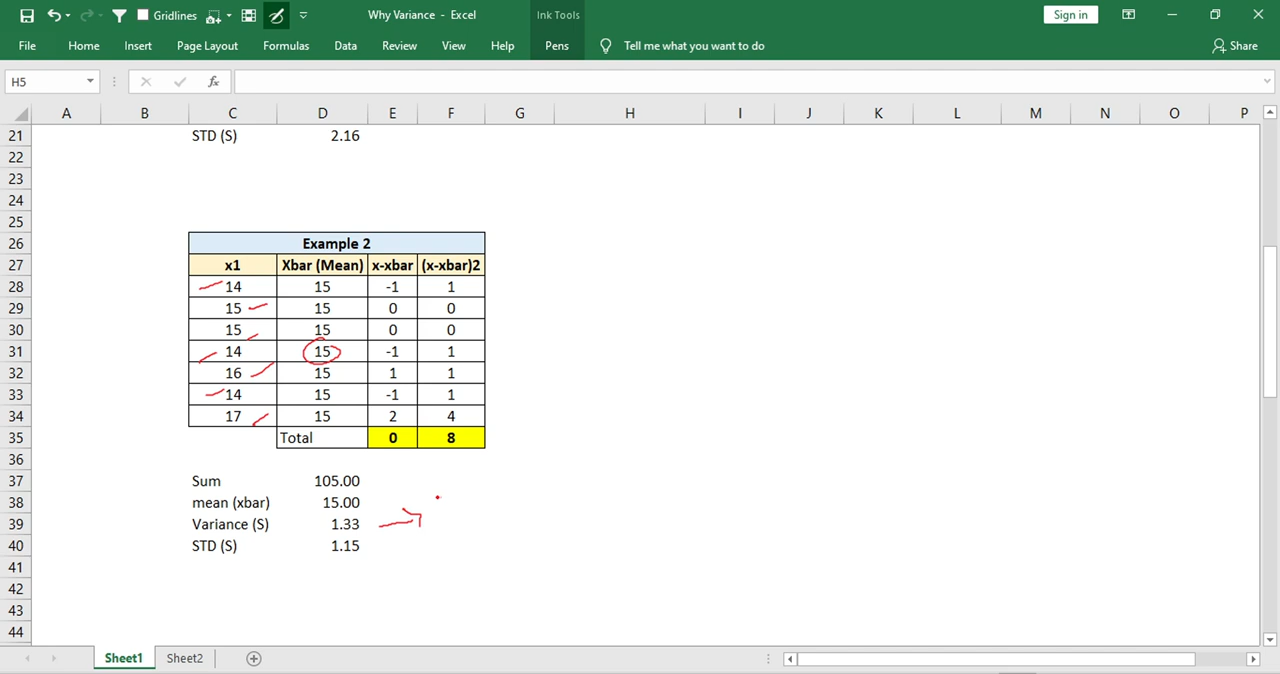 Gridlines
Why Variance - Excel
Ink Tools
Sign in
File Home Insert Page Layout Formulas Data Review View Help Pens Tell me what you want to do Share
H5 fx
A B C D E F G H I J K L M N O P
21 STD (S) 2.16
22
23
24
25
26 Example 2
27 x1 Xbar (Mean) x-xbar (x-xbar)2
28 14 15 -1 1
29 15 15 0 0
30 15 15 0 0
31 14 15 -1 1
32 16 15 1 1
33 14 15 -1 1
34 17 15 2 4
35 Total 0 8
36
37 Sum 105.00
38 mean (xbar) 15.00
39 Variance (S) 1.33
40 STD (S) 1.15
41
42
43
44
Sheet1 Sheet2